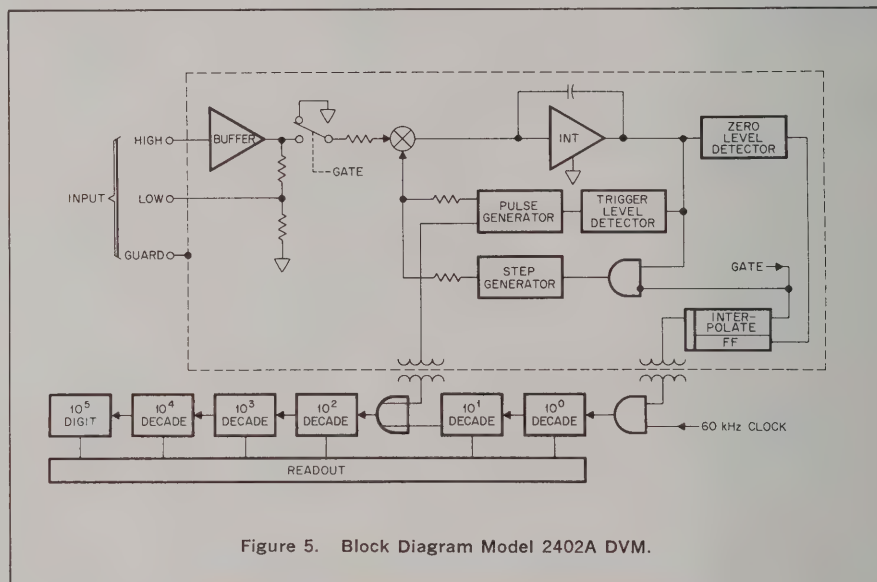 HIGH
BUFFER
GATE
INPUT
LOW
GUARD
INT
ZERO
LEVEL
DETECTOR
PULSE
GENERATOR
TRIGGER
LEVEL
DETECTOR
STEP
GENERATOR
GATE
INTER-
POLATE
FF
10⁵
DIGIT
10⁴
DECADE
10³
DECADE
10²
DECADE
10¹
DECADE
10⁰
DECADE
60 kHz CLOCK
READOUT
Figure 5. Block Diagram Model 2402A DVM.